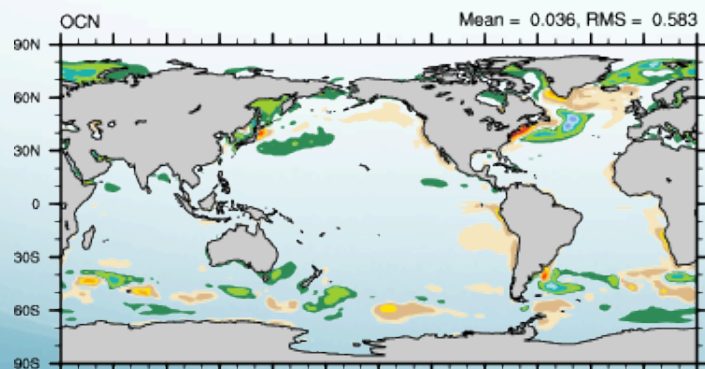 OCN Mean = 0.036, RMS = 0.583
90N
60N
30N
0
30S
60S
90S